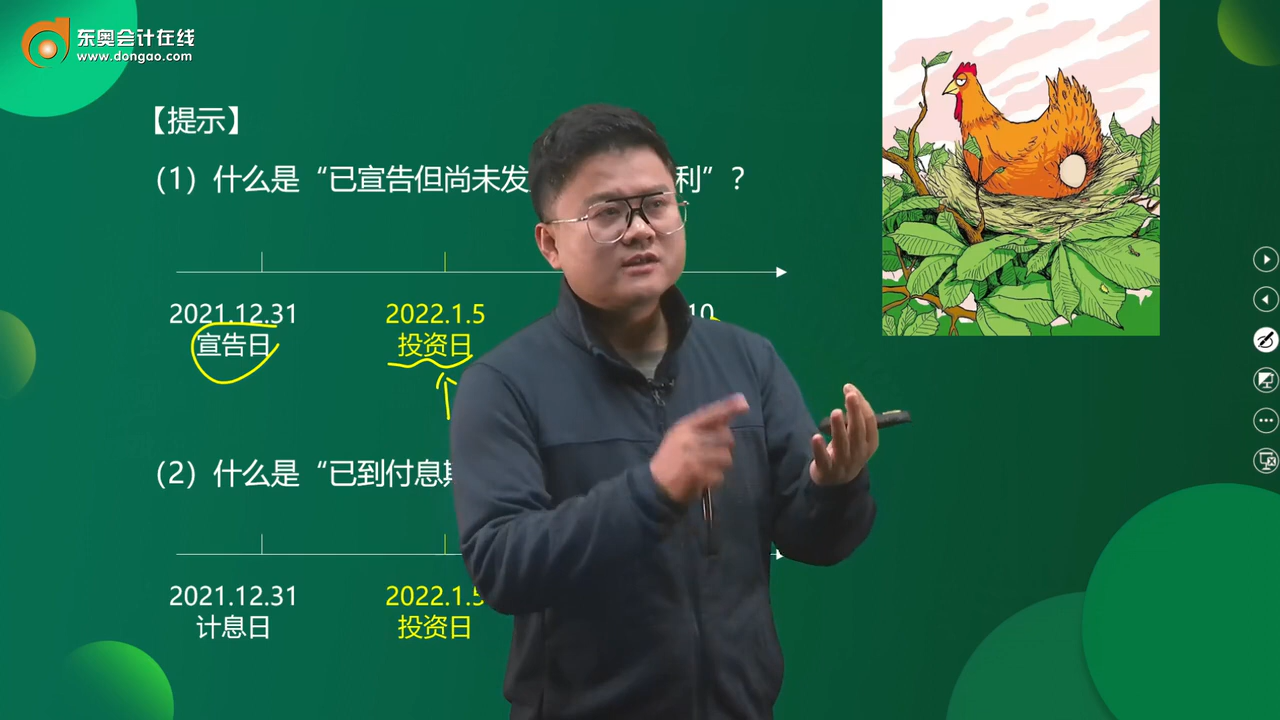 东奥会计在线
www.dongao.com
【提示】
（1）什么是“已宣告但尚未发 利”？
2021.12.31 2022.1.5 10
宣告日 投资日
（2）什么是“已到付息
2021.12.31 2022.1.5
计息日 投资日